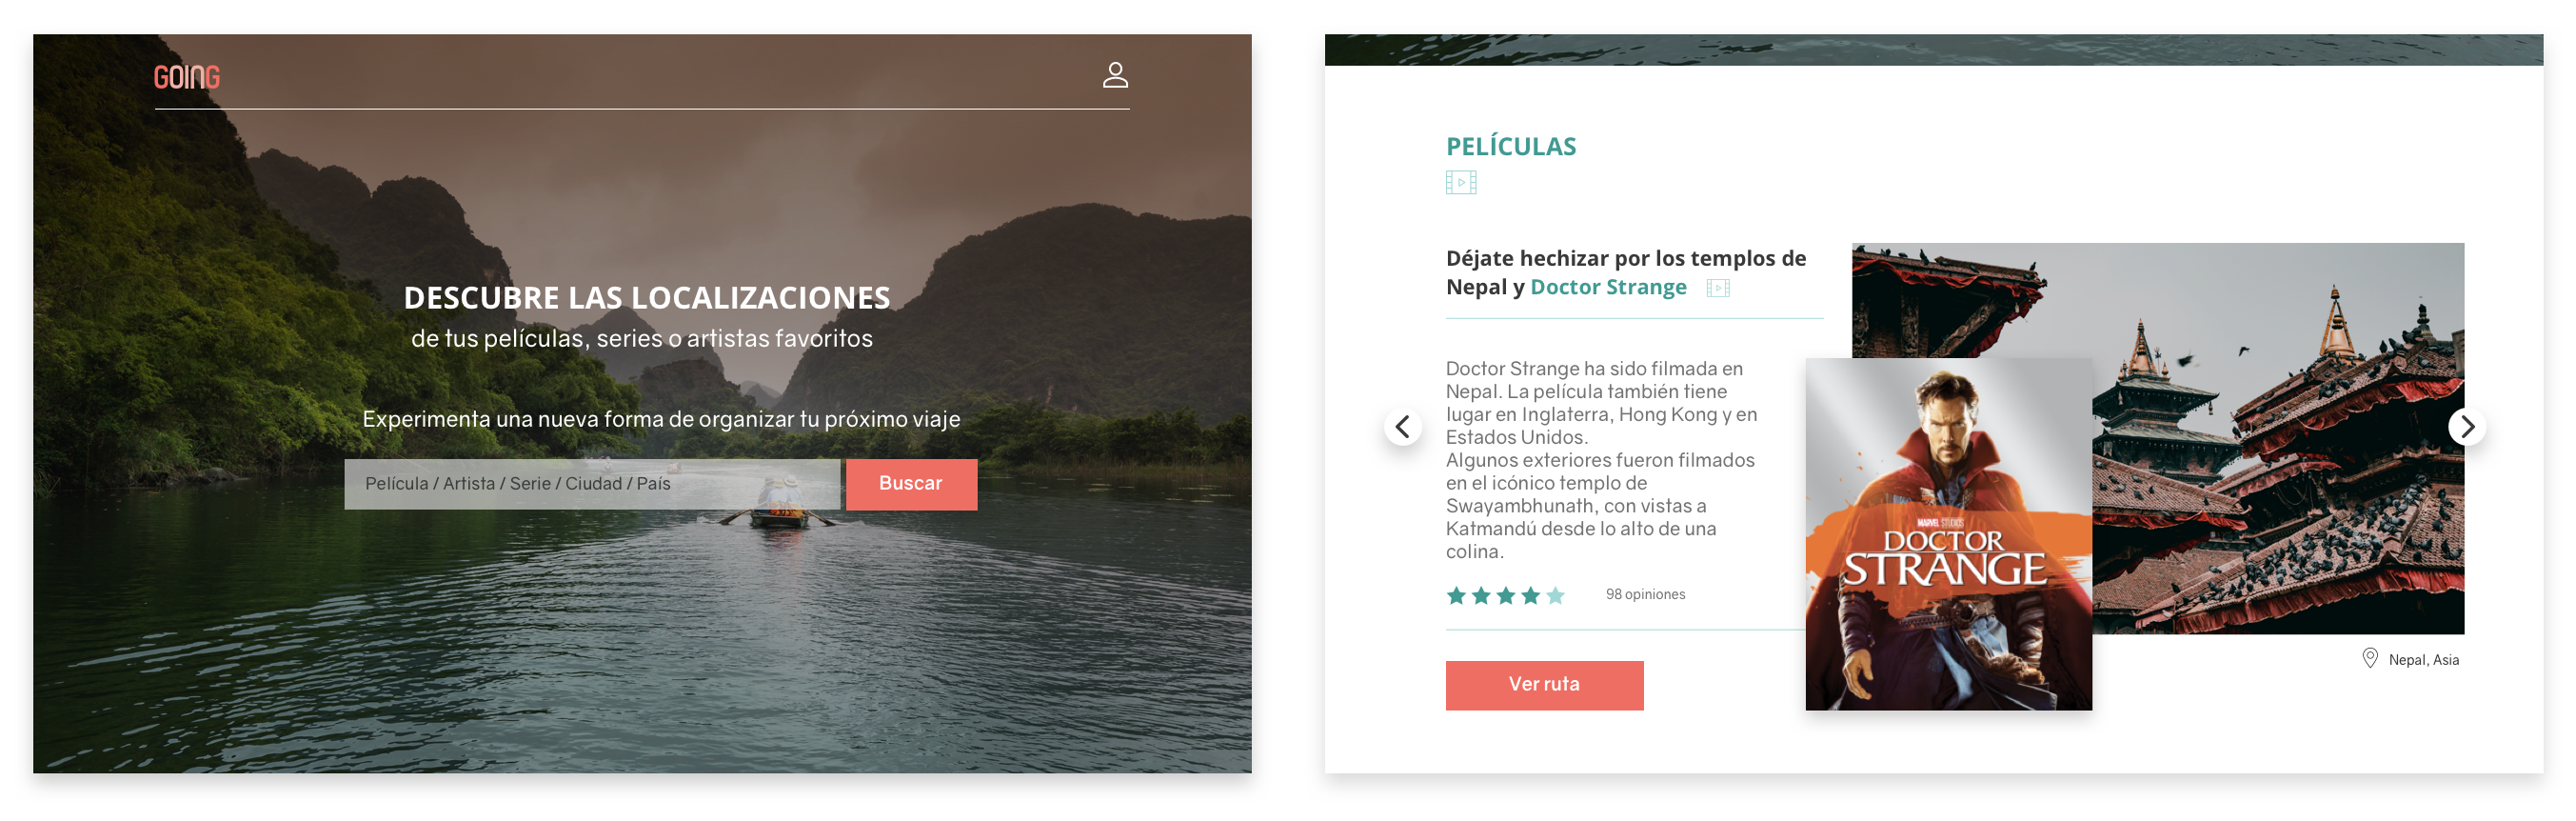 GOING
DESCUBRE LAS LOCALIZACIONES
de tus películas, series o artistas favoritos
Experimenta una nueva forma de organizar tu próximo viaje
Película / Artista / Serie / Ciudad / País
Buscar
PELÍCULAS
Déjate hechizar por los templos de
Nepal y Doctor Strange
Doctor Strange ha sido filmada en
Nepal. La película también tiene
lugar en Inglaterra, Hong Kong y en
Estados Unidos.
Algunos exteriores fueron filmados
en el icónico templo de
Swayambhunath, con vistas a
Katmandú desde lo alto de una
colina.
98 opiniones
Ver ruta
MARVEL STUDIOS
DOCTOR
STRANGE
Nepal, Asia